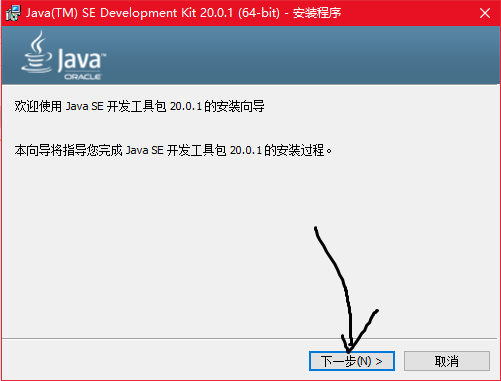 Java(TM) SE Development Kit 20.0.1 (64-bit) - 安装程序
Java
ORACLE
欢迎使用 Java SE 开发工具包 20.0.1 的安装向导
本向导将指导您完成 Java SE 开发工具包 20.0.1 的安装过程。
下一步(N) >
取消